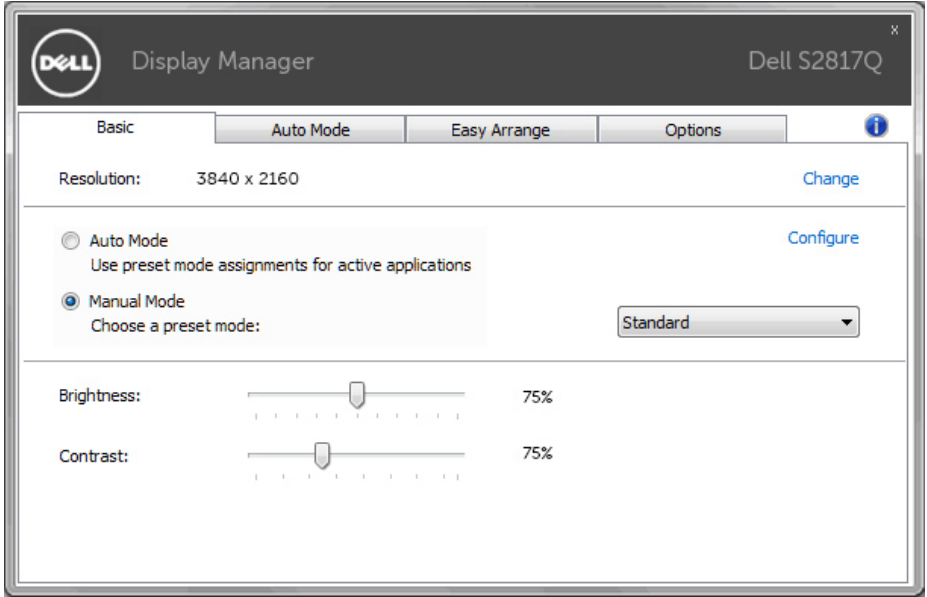 x
DELL Display Manager Dell S2817Q
Basic Auto Mode Easy Arrange Options i
Resolution: 3840 x 2160 Change
Auto Mode Configure
Use preset mode assignments for active applications
Manual Mode
Choose a preset mode: Standard
Brightness: 75%
Contrast: 75%